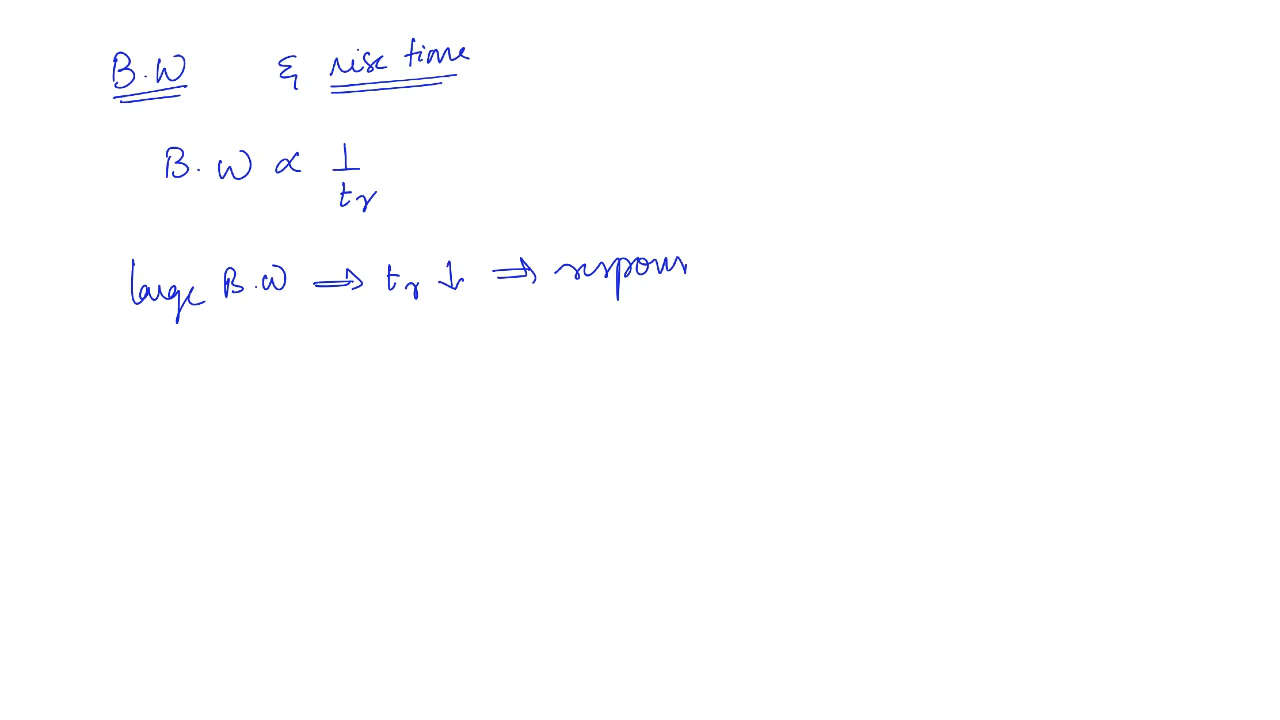 B.W & rise time
B.W ∝ 1/tr
large B.W ⇒ tr ↓ ⇒ respons